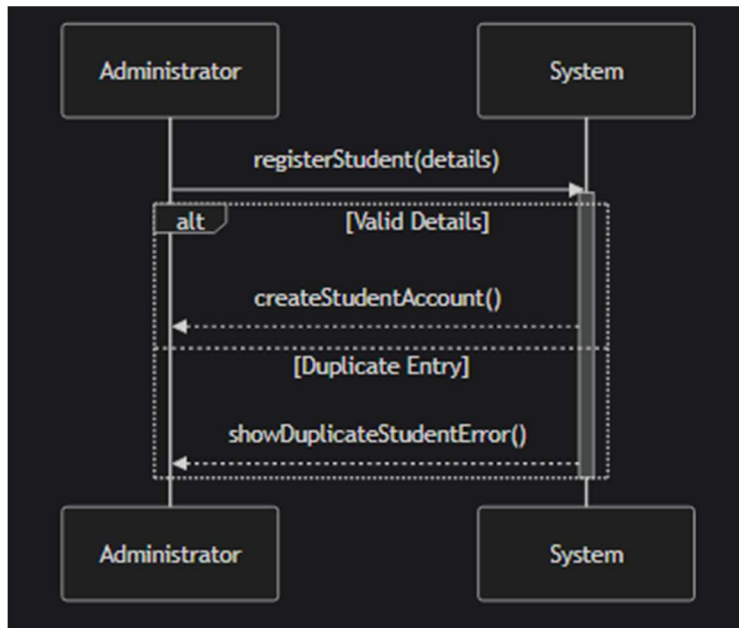 Administrator
System
registerStudent(details)
alt
[Valid Details]
createStudentAccount()
[Duplicate Entry]
showDuplicateStudentError()
Administrator
System